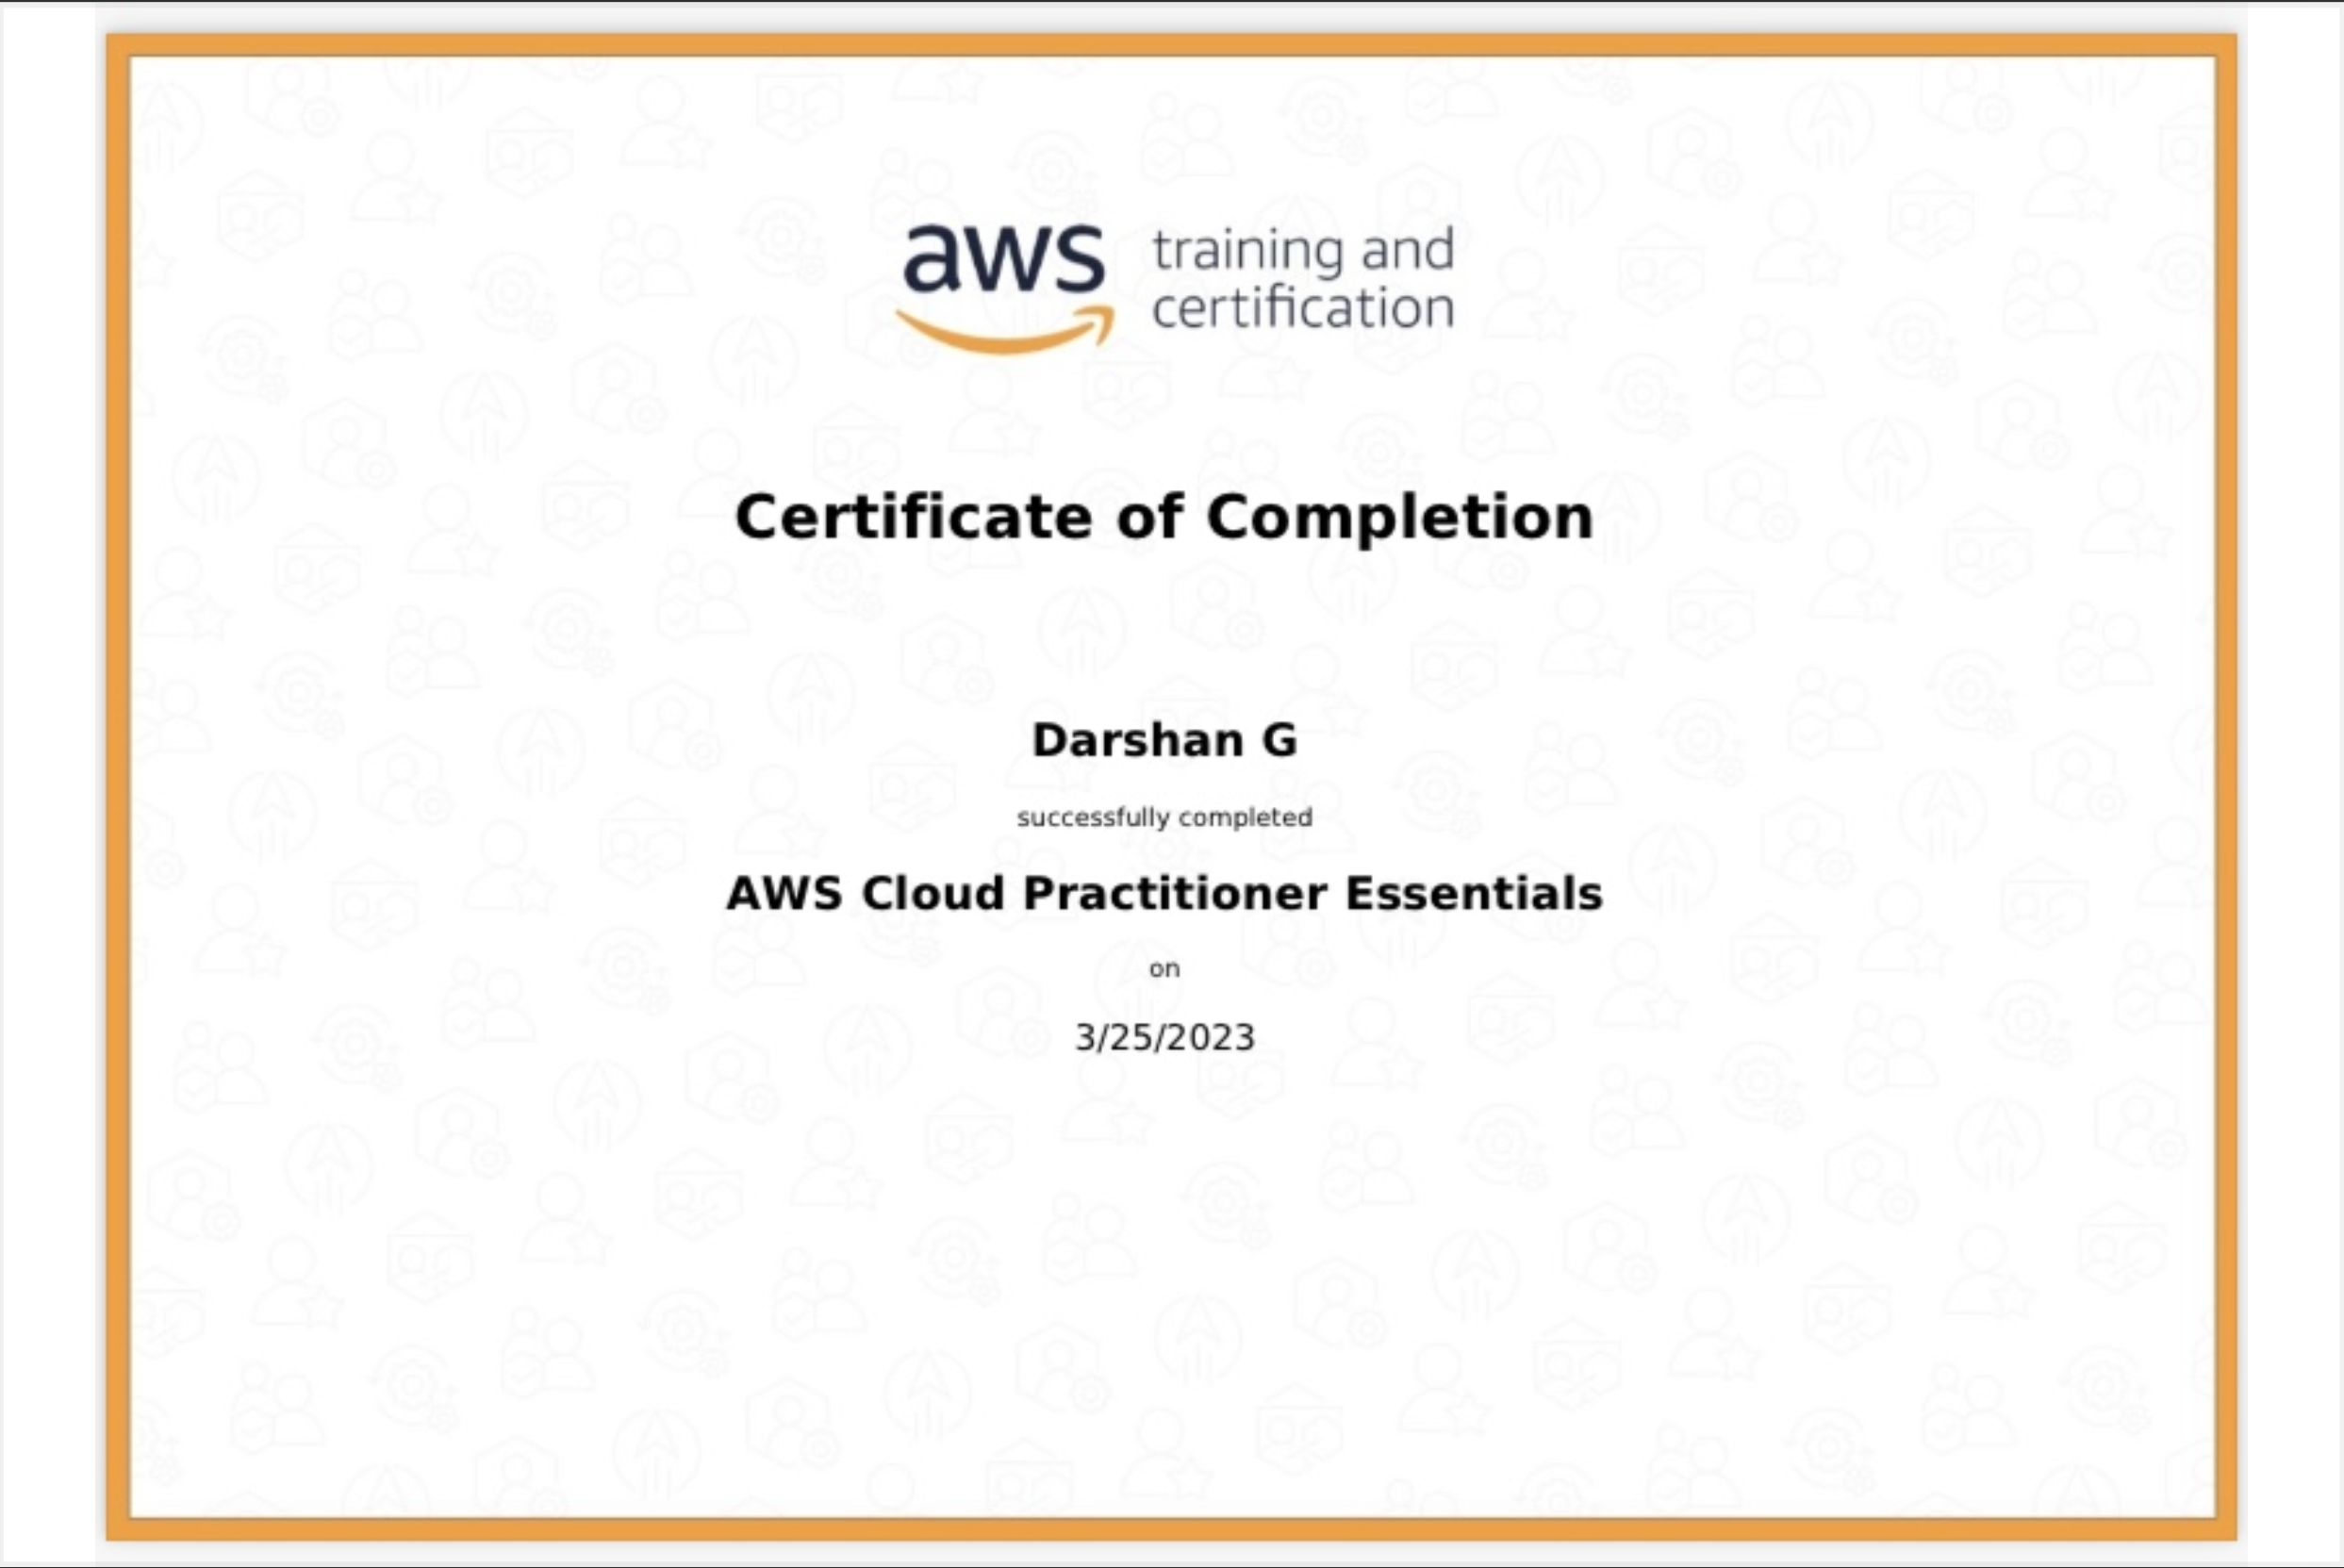 aws training and
certification
Certificate of Completion
Darshan G
successfully completed
AWS Cloud Practitioner Essentials
on
3/25/2023